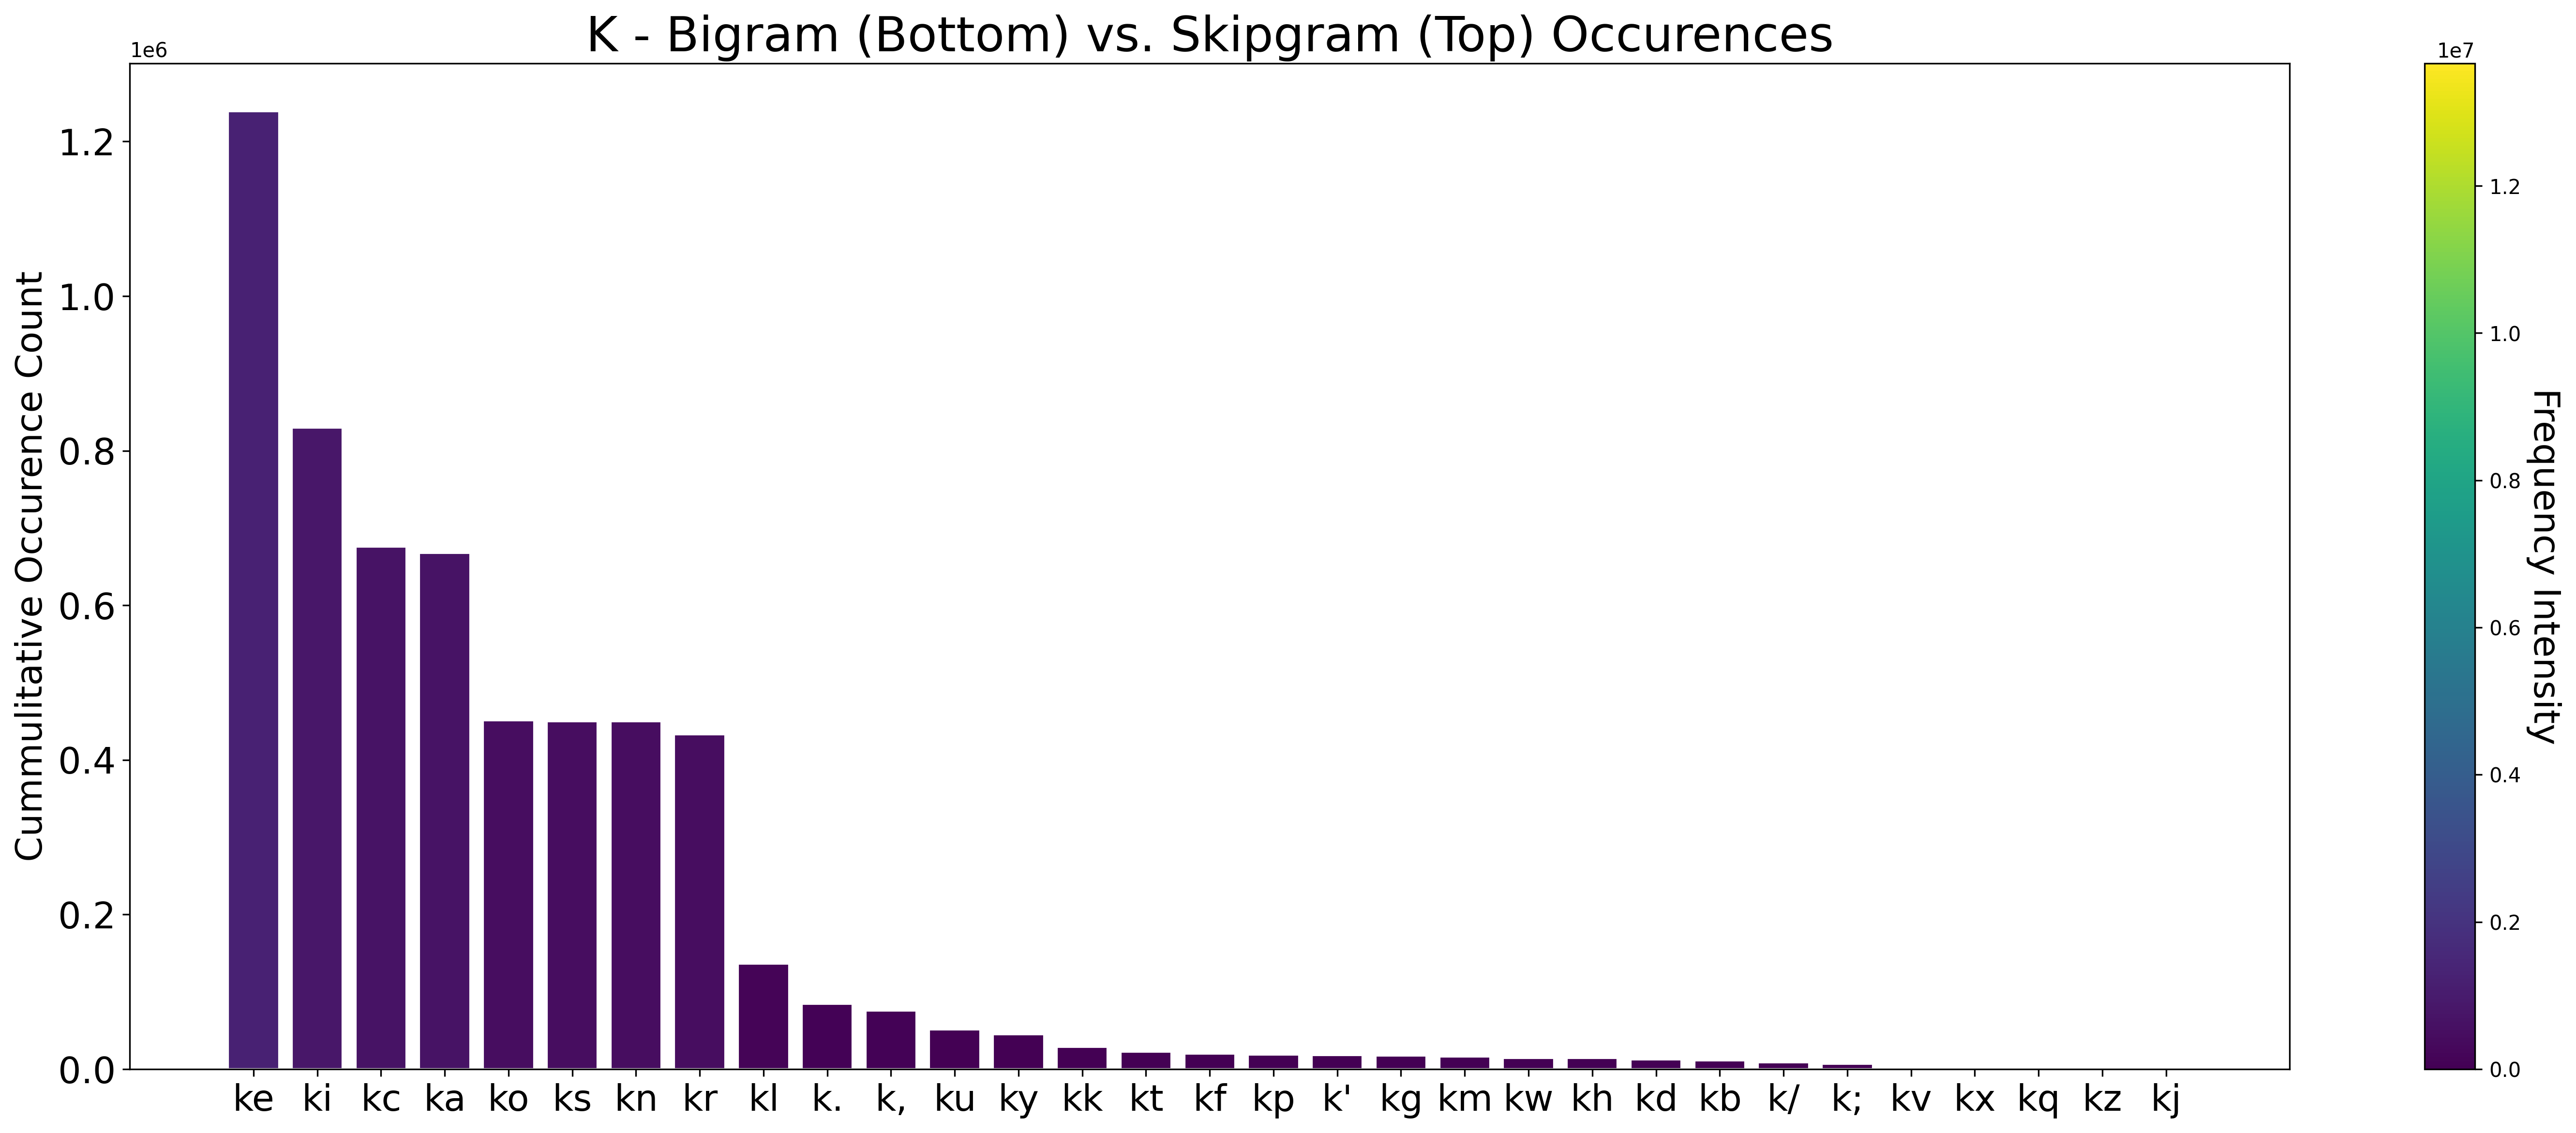 K - Bigram (Bottom) vs. Skipgram (Top) Occurences
1e6
1e7
Cummulitative Occurence Count
1.2
1.0
0.8
0.6
0.4
0.2
0.0
ke ki kc ka ko ks kn kr kl k. k, ku ky kk kt kf kp k' kg km kw kh kd kb k/ k; kv kx kq kz kj
1.2
1.0
0.8
0.6
0.4
0.2
0.0
Frequency Intensity